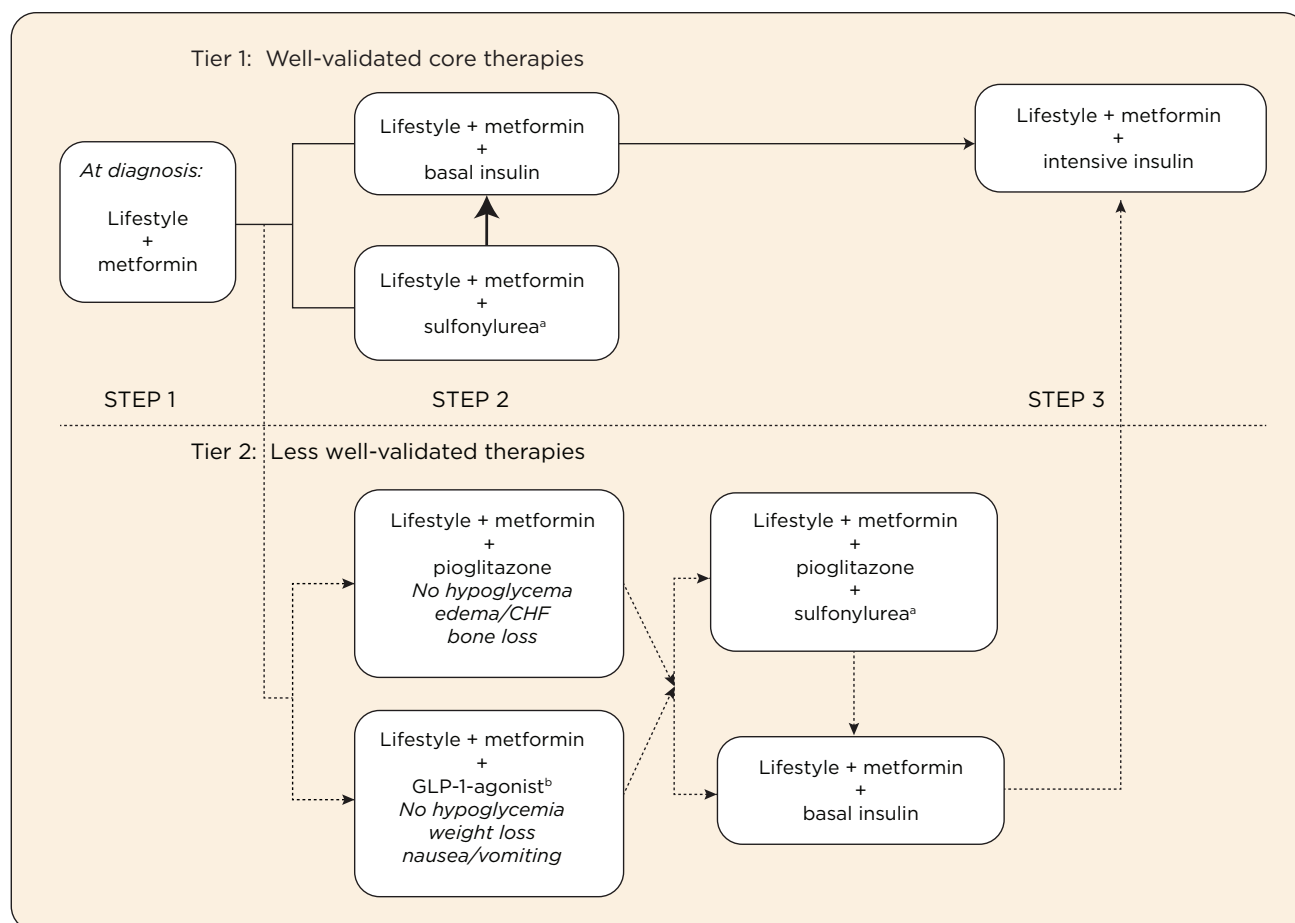 Tier 1: Well-validated core therapies
At diagnosis:
Lifestyle
+
metformin
Lifestyle + metformin
+
basal insulin
Lifestyle + metformin
+
sulfonylureaᵃ
Lifestyle + metformin
+
intensive insulin
STEP 1
STEP 2
STEP 3
Tier 2: Less well-validated therapies
Lifestyle + metformin
+
pioglitazone
No hypoglycema
edema/CHF
bone loss
Lifestyle + metformin
+
GLP-1-agonistᵇ
No hypoglycemia
weight loss
nausea/vomiting
Lifestyle + metformin
+
pioglitazone
+
sulfonylureaᵃ
Lifestyle + metformin
+
basal insulin